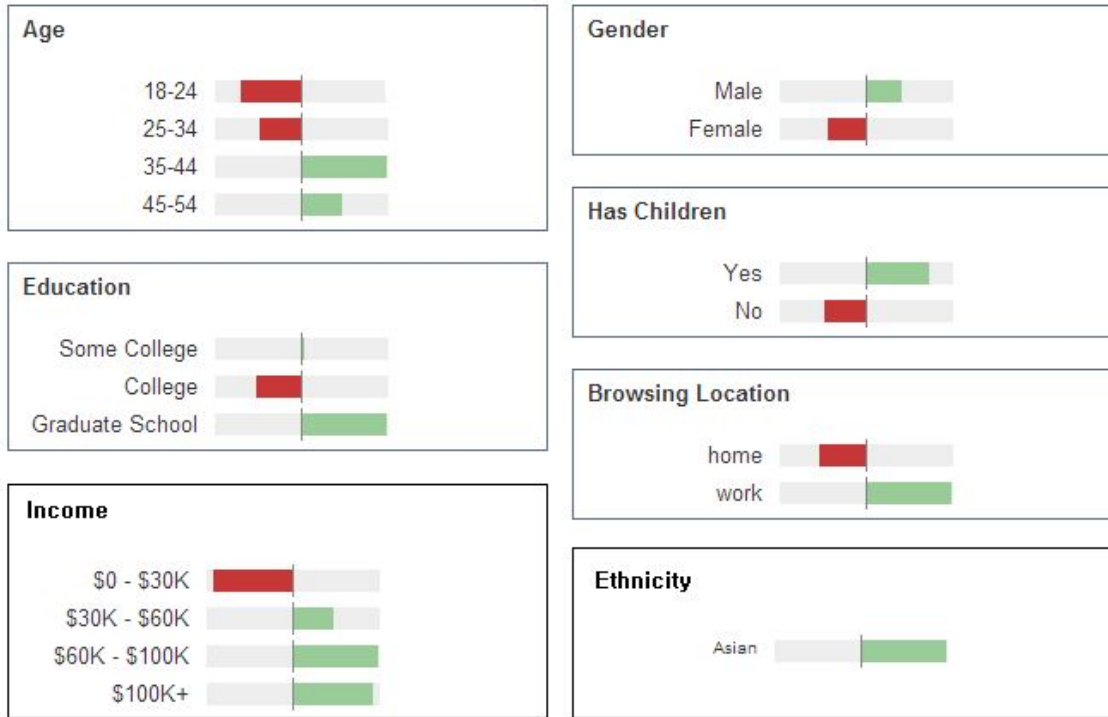 Age
18-24
25-34
35-44
45-54
Education
Some College
College
Graduate School
Income
$0 - $30K
$30K - $60K
$60K - $100K
$100K+
Gender
Male
Female
Has Children
Yes
No
Browsing Location
home
work
Ethnicity
Asian